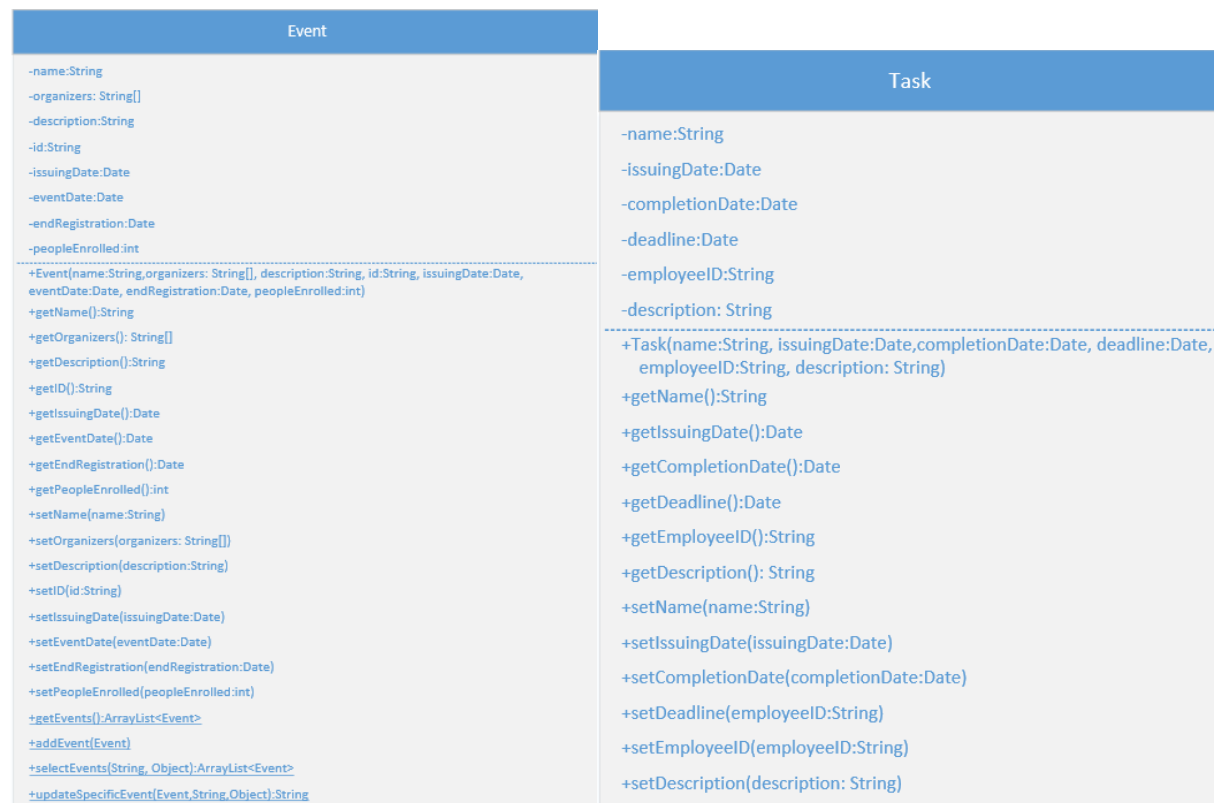 Event
-name:String
-organizers: String[]
-description:String
-id:String
-issuingDate:Date
-eventDate:Date
-endRegistration:Date
-peopleEnrolled:int
+Event(name:String,organizers: String[], description:String, id:String, issuingDate:Date,
eventDate:Date, endRegistration:Date, peopleEnrolled:int)
+getName():String
+getOrganizers(): String[]
+getDescription():String
+getID():String
+getIssuingDate():Date
+getEventDate():Date
+getEndRegistration():Date
+getPeopleEnrolled():int
+setName(name:String)
+setOrganizers(organizers: String[])
+setDescription(description:String)
+setID(id:String)
+setIssuingDate(issuingDate:Date)
+setEventDate(eventDate:Date)
+setEndRegistration(endRegistration:Date)
+setPeopleEnrolled(peopleEnrolled:int)
+getEvents():ArrayList<Event>
+addEvent(Event)
+selectEvents(String, Object):ArrayList<Event>
+updateSpecificEvent(Event,String,Object):String
Task
-name:String
-issuingDate:Date
-completionDate:Date
-deadline:Date
-employeeID:String
-description: String
+Task(name:String, issuingDate:Date,completionDate:Date, deadline:Date,
employeeID:String, description: String)
+getName():String
+getIssuingDate():Date
+getCompletionDate():Date
+getDeadline():Date
+getEmployeeID():String
+getDescription(): String
+setName(name:String)
+setIssuingDate(issuingDate:Date)
+setCompletionDate(completionDate:Date)
+setDeadline(employeeID:String)
+setEmployeeID(employeeID:String)
+setDescription(description: String)